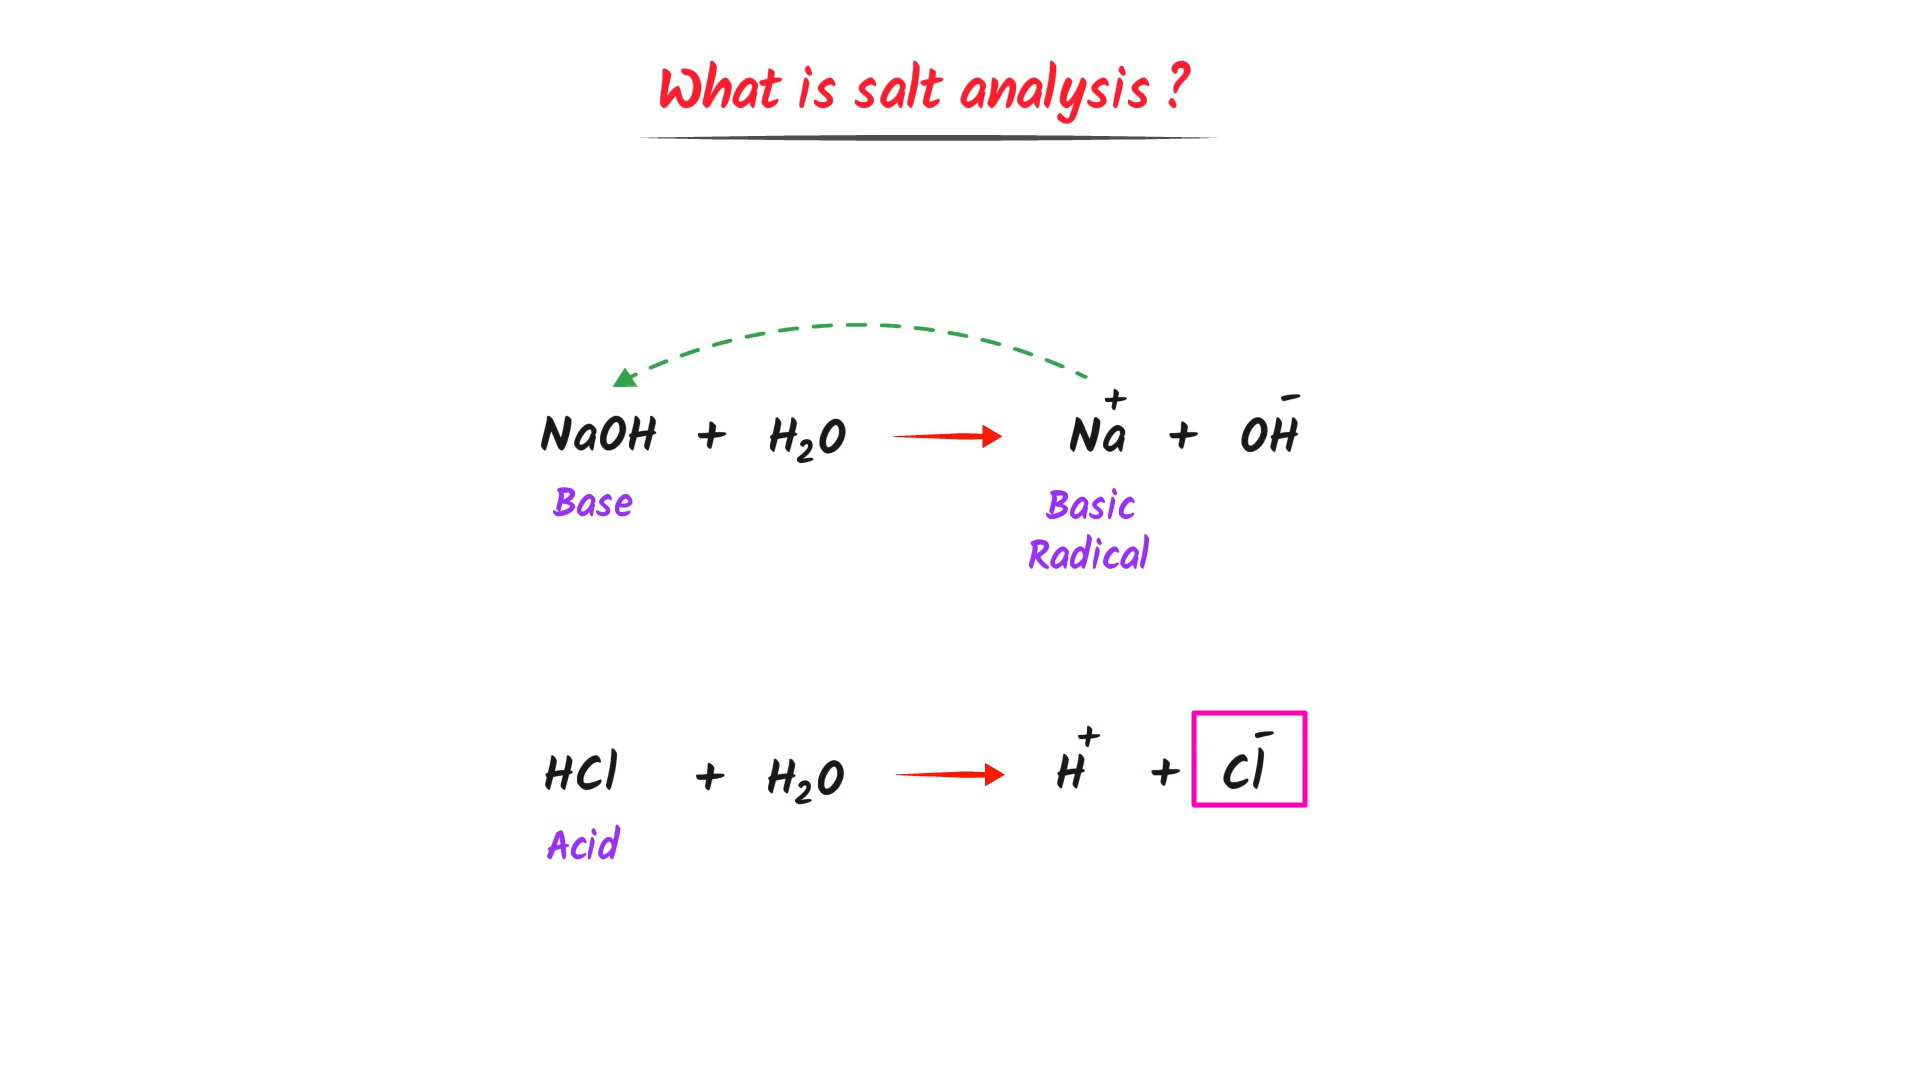 What is salt analysis ?
NaOH + H₂O → Na⁺ + OH⁻
Base
Basic
Radical
HCl + H₂O → H⁺ + Cl⁻
Acid